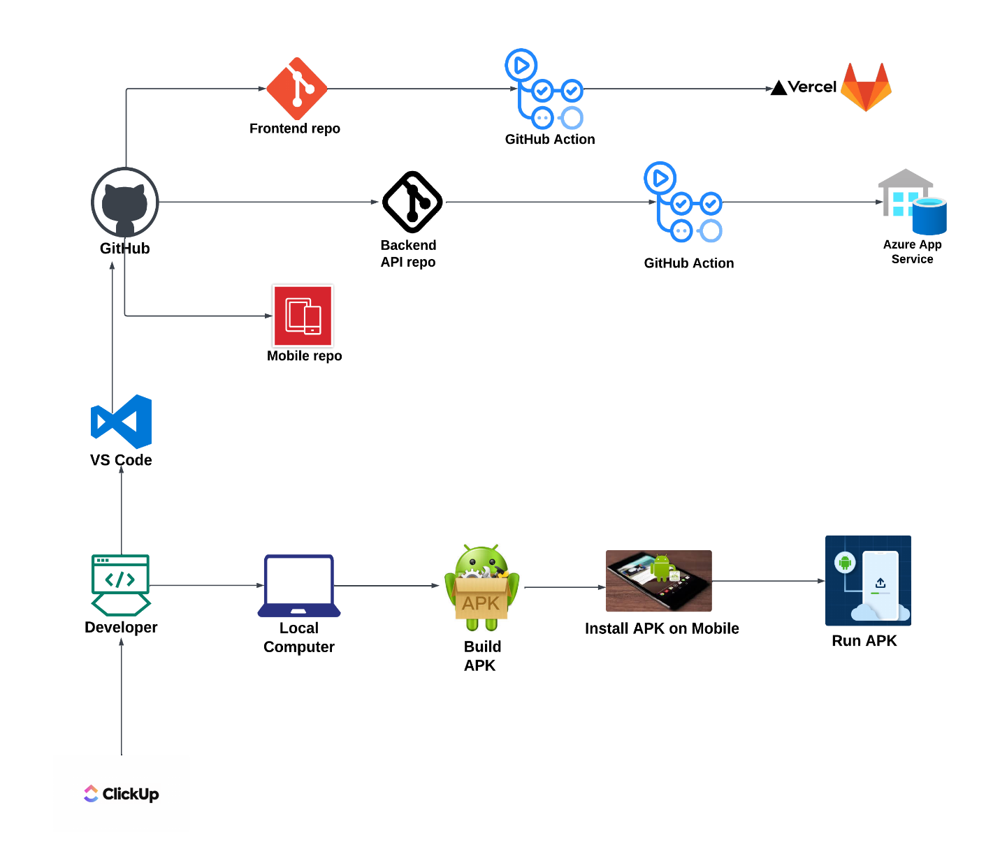 Vercel
Frontend repo
GitHub Action
GitHub
Backend
API repo
GitHub Action
Azure App
Service
Mobile repo
VS Code
APK
Developer
Local
Computer
Build
APK
Install APK on Mobile
Run APK
ClickUp